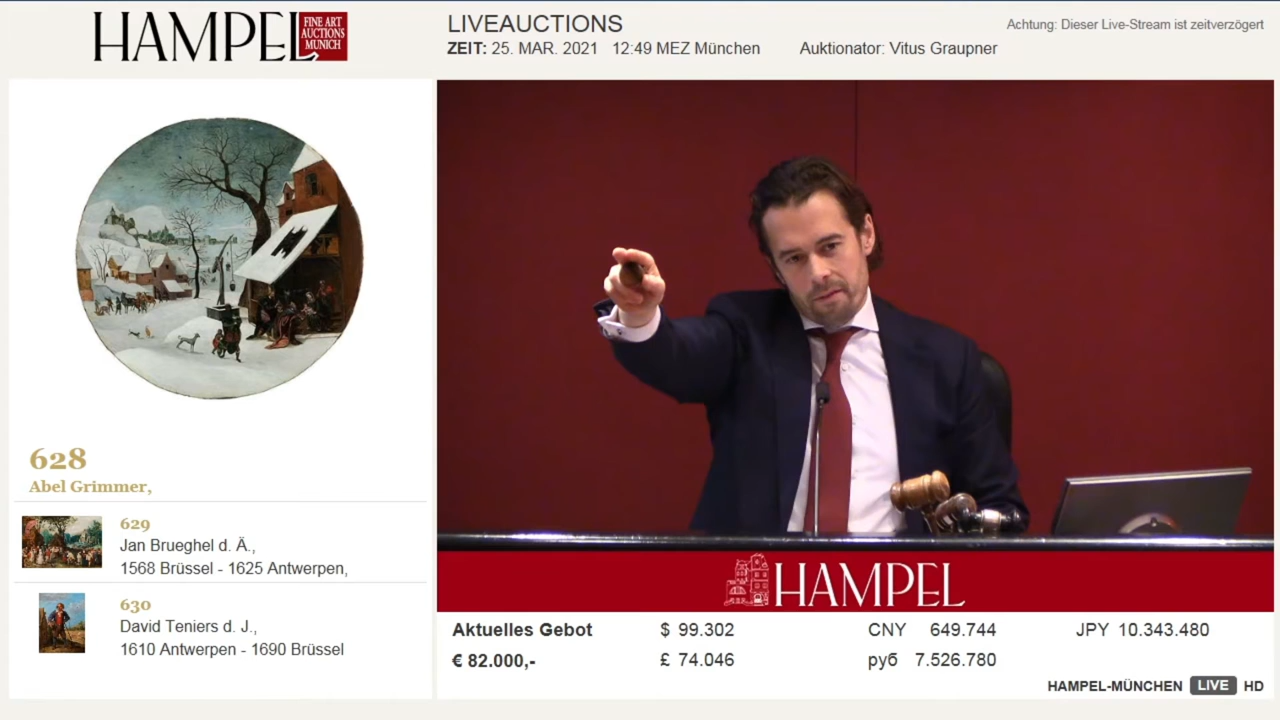 HAMPEL
FINE ART
AUCTIONS
MUNICH
LIVEAUCTIONS
ZEIT: 25. MAR. 2021 12:49 MEZ München Auktionator: Vitus Graupner
Achtung: Dieser Live-Stream ist zeitverzögert
628
Abel Grimmer,
629
Jan Brueghel d. Ä.,
1568 Brüssel - 1625 Antwerpen,
630
David Teniers d. J.,
1610 Antwerpen - 1690 Brüssel
HAMPEL
Aktuelles Gebot $ 99.302 CNY 649.744 JPY 10.343.480
€ 82.000,- £ 74.046 руб 7.526.780
HAMPEL-MÜNCHEN LIVE HD